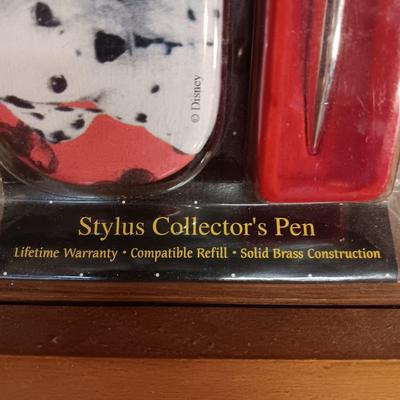 © Disney
Stylus Collector's Pen
Lifetime Warranty • Compatible Refill • Solid Brass Construction